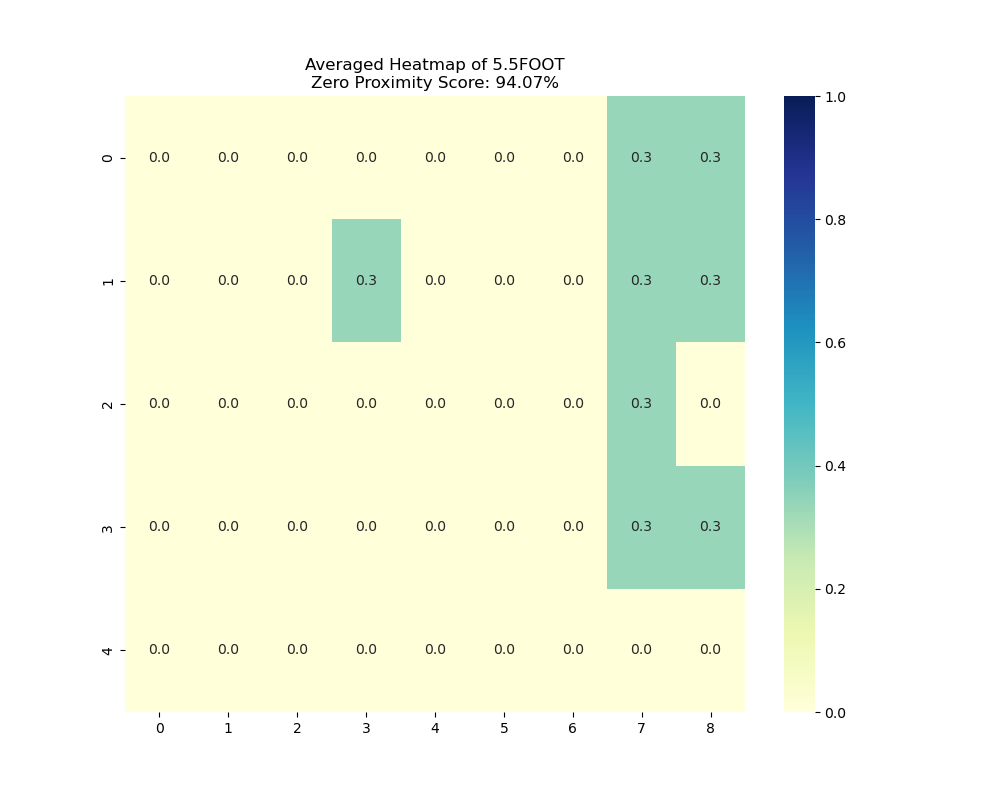 Averaged Heatmap of 5.5FOOT
Zero Proximity Score: 94.07%
1.0
0 0.0 0.0 0.0 0.0 0.0 0.0 0.0 0.3 0.3
0.8
1 0.0 0.0 0.0 0.3 0.0 0.0 0.0 0.3 0.3
0.6
2 0.0 0.0 0.0 0.0 0.0 0.0 0.0 0.3 0.0
0.4
3 0.0 0.0 0.0 0.0 0.0 0.0 0.0 0.3 0.3
0.2
4 0.0 0.0 0.0 0.0 0.0 0.0 0.0 0.0 0.0
0.0
0 1 2 3 4 5 6 7 8